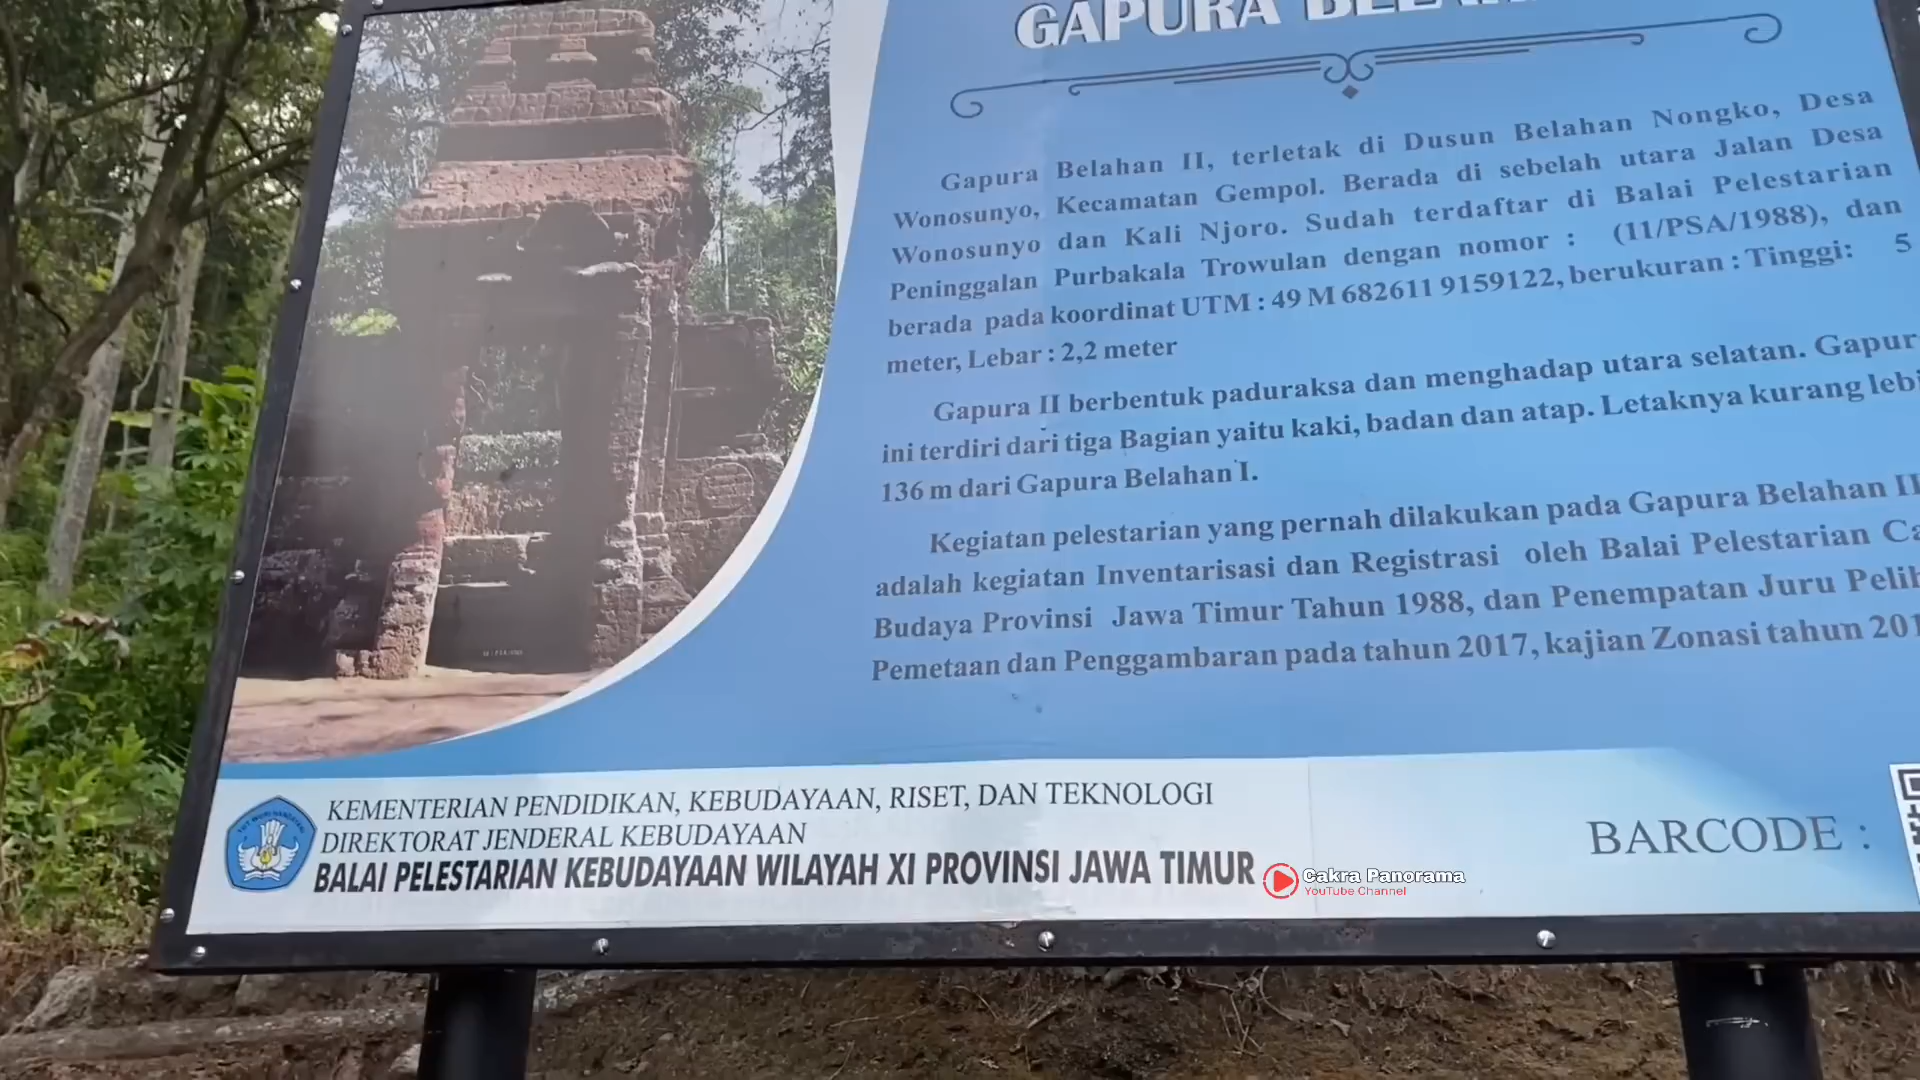 GAPURA
Gapura Belahan II, terletak di Dusun Belahan Nongko, Desa
Wonosunyo, Kecamatan Gempol. Berada di sebelah utara Jalan Desa
Wonosunyo dan Kali Njoro. Sudah terdaftar di Balai Pelestarian
Peninggalan Purbakala Trowulan dengan nomor : (11/PSA/1988), dan
berada pada koordinat UTM : 49 M 682611 9159122, berukuran : Tinggi: 5
meter, Lebar : 2,2 meter
Gapura II berbentuk paduraksa dan menghadap utara selatan. Gapur
ini terdiri dari tiga Bagian yaitu kaki, badan dan atap. Letaknya kurang lebi
136 m dari Gapura Belahan I.
Kegiatan pelestarian yang pernah dilakukan pada Gapura Belahan II
adalah kegiatan Inventarisasi dan Registrasi oleh Balai Pelestarian Ca
Budaya Provinsi Jawa Timur Tahun 1988, dan Penempatan Juru Pelih
Pemetaan dan Penggambaran pada tahun 2017, kajian Zonasi tahun 201
KEMENTERIAN PENDIDIKAN, KEBUDAYAAN, RISET, DAN TEKNOLOGI
DIREKTORAT JENDERAL KEBUDAYAAN
BALAI PELESTARIAN KEBUDAYAAN WILAYAH XI PROVINSI JAWA TIMUR
BARCODE :
Cakra Panorama
YouTube Channel